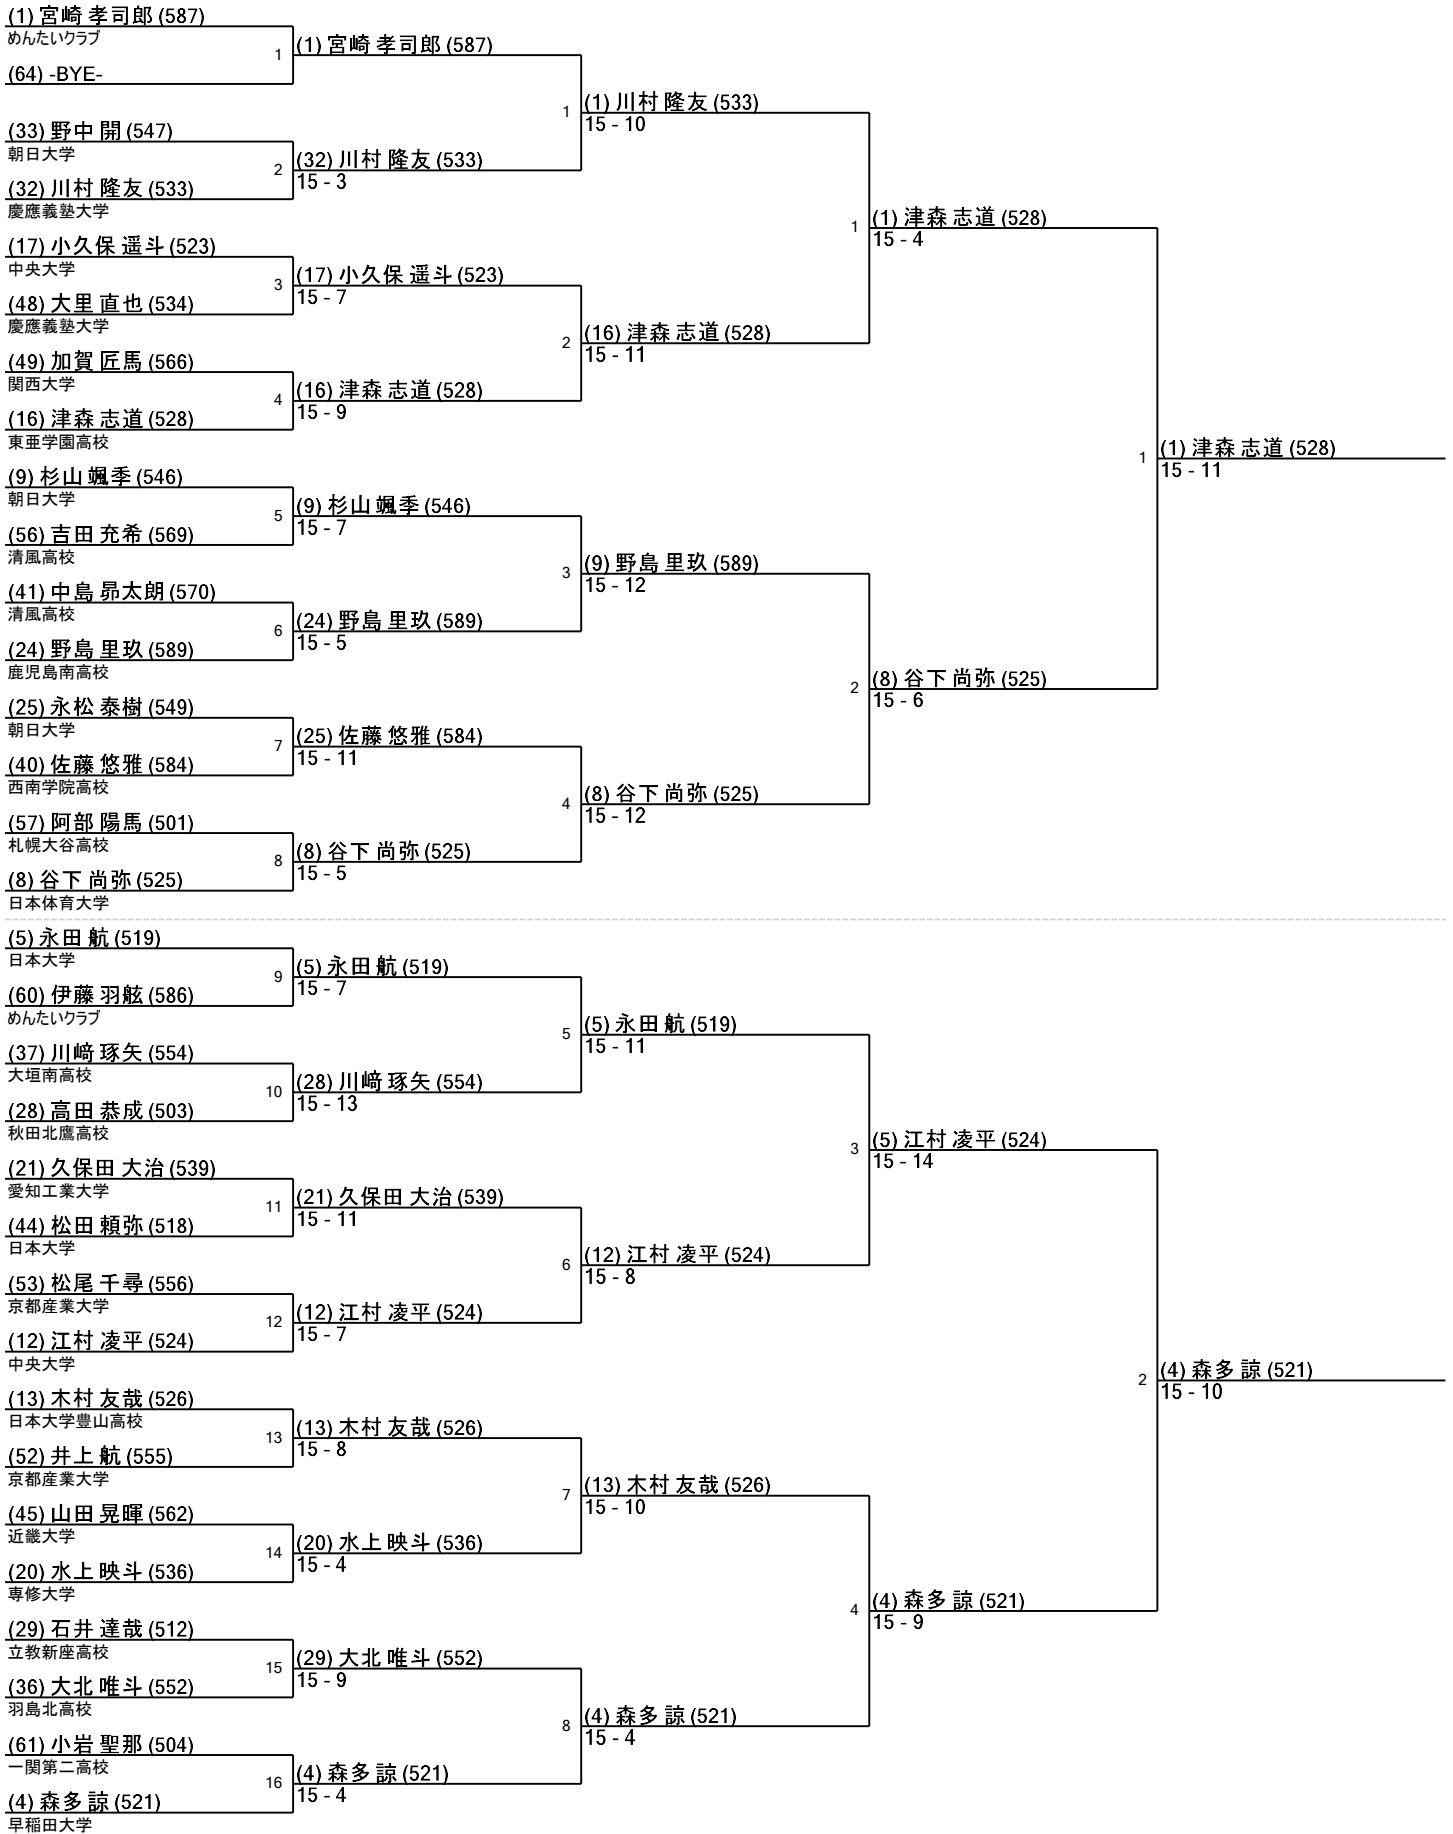 (1) 宮崎 孝司郎 (587)
めんたいクラブ
1
(64) -BYE-
(33) 野中 開 (547)
朝日大学
2
(32) 川村 隆友 (533)
慶應義塾大学
(17) 小久保 遥斗 (523)
中央大学
3
(48) 大里 直也 (534)
慶應義塾大学
(49) 加賀 匠馬 (566)
関西大学
4
(16) 津森 志道 (528)
東亜学園高校
(9) 杉山 颯季 (546)
朝日大学
5
(56) 吉田 充希 (569)
清風高校
(41) 中島 昴太朗 (570)
清風高校
6
(24) 野島 里玖 (589)
鹿児島南高校
(25) 永松 泰樹 (549)
朝日大学
7
(40) 佐藤 悠雅 (584)
西南学院高校
(57) 阿部 陽馬 (501)
札幌大谷高校
8
(8) 谷下 尚弥 (525)
日本体育大学
(5) 永田 航 (519)
日本大学
9
(60) 伊藤 羽舷 (586)
めんたいクラブ
(37) 川﨑 琢矢 (554)
大垣南高校
10
(28) 高田 恭成 (503)
秋田北鷹高校
(21) 久保田 大治 (539)
愛知工業大学
11
(44) 松田 頼弥 (518)
日本大学
(53) 松尾 千尋 (556)
京都産業大学
12
(12) 江村 凌平 (524)
中央大学
(13) 木村 友哉 (526)
日本大学豊山高校
13
(52) 井上 航 (555)
京都産業大学
(45) 山田 晃暉 (562)
近畿大学
14
(20) 水上 映斗 (536)
専修大学
(29) 石井 達哉 (512)
立教新座高校
15
(36) 大北 唯斗 (552)
羽島北高校
(61) 小岩 聖那 (504)
一関第二高校
16
(4) 森多 諒 (521)
早稲田大学
(1) 宮崎 孝司郎 (587)
1
(32) 川村 隆友 (533)
15 - 3
(17) 小久保 遥斗 (523)
15 - 7
2
(16) 津森 志道 (528)
15 - 9
(9) 杉山 颯季 (546)
15 - 7
3
(24) 野島 里玖 (589)
15 - 5
(25) 佐藤 悠雅 (584)
15 - 11
4
(8) 谷下 尚弥 (525)
15 - 5
(5) 永田 航 (519)
15 - 7
5
(28) 川﨑 琢矢 (554)
15 - 13
(21) 久保田 大治 (539)
15 - 11
6
(12) 江村 凌平 (524)
15 - 7
(13) 木村 友哉 (526)
15 - 8
7
(20) 水上 映斗 (536)
15 - 4
(29) 大北 唯斗 (552)
15 - 9
8
(4) 森多 諒 (521)
15 - 4
(1) 川村 隆友 (533)
15 - 10
1
(16) 津森 志道 (528)
15 - 11
(9) 野島 里玖 (589)
15 - 12
2
(8) 谷下 尚弥 (525)
15 - 12
(5) 永田 航 (519)
15 - 11
3
(12) 江村 凌平 (524)
15 - 8
(13) 木村 友哉 (526)
15 - 10
4
(4) 森多 諒 (521)
15 - 4
(1) 津森 志道 (528)
15 - 4
1
(8) 谷下 尚弥 (525)
15 - 6
(5) 江村 凌平 (524)
15 - 14
2
(4) 森多 諒 (521)
15 - 9
(1) 津森 志道 (528)
15 - 11
(4) 森多 諒 (521)
15 - 10